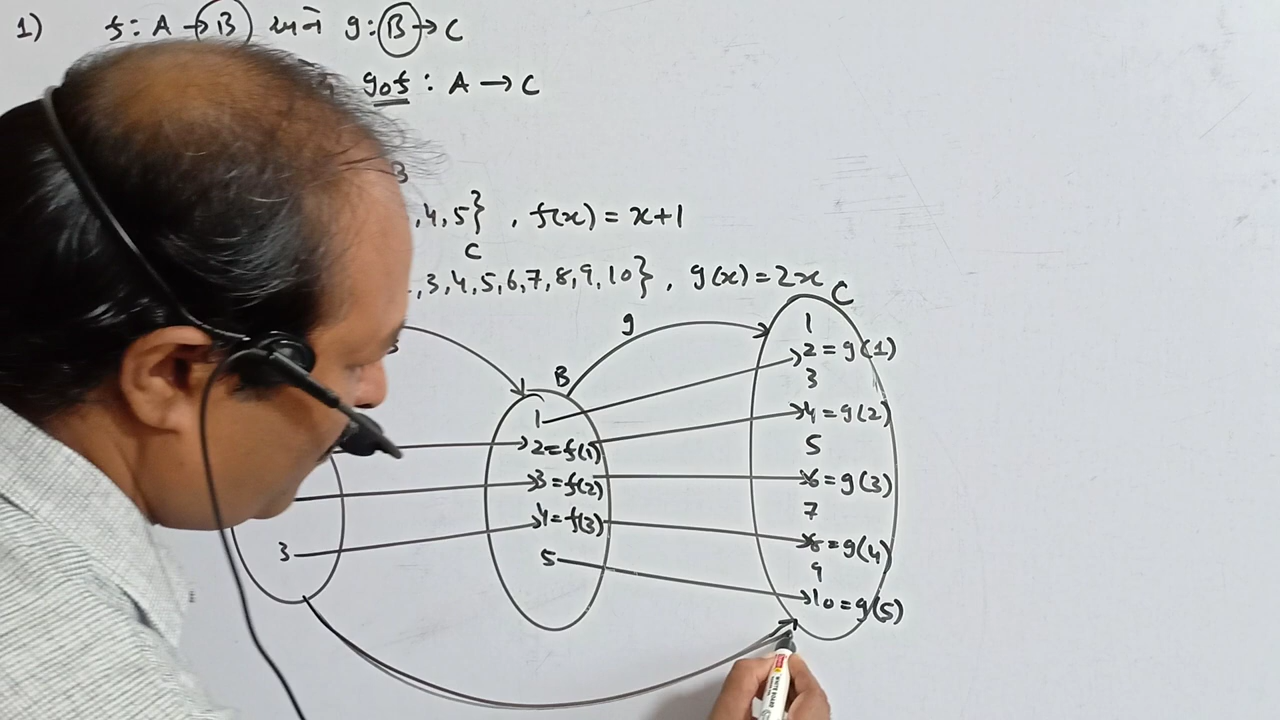 1) f : A → B અને g : B → C
gof : A → C
B
,4,5} , f(x) = x+1
C
,3,4,5,6,7,8,9,10} , g(x) = 2x
C
g
1
2 = g(1)
B
3
1
4 = g(2)
2 = f(1)
5
3 = f(2)
6 = g(3)
7
4 = f(3)
8 = g(4)
3
5
9
10 = g(5)